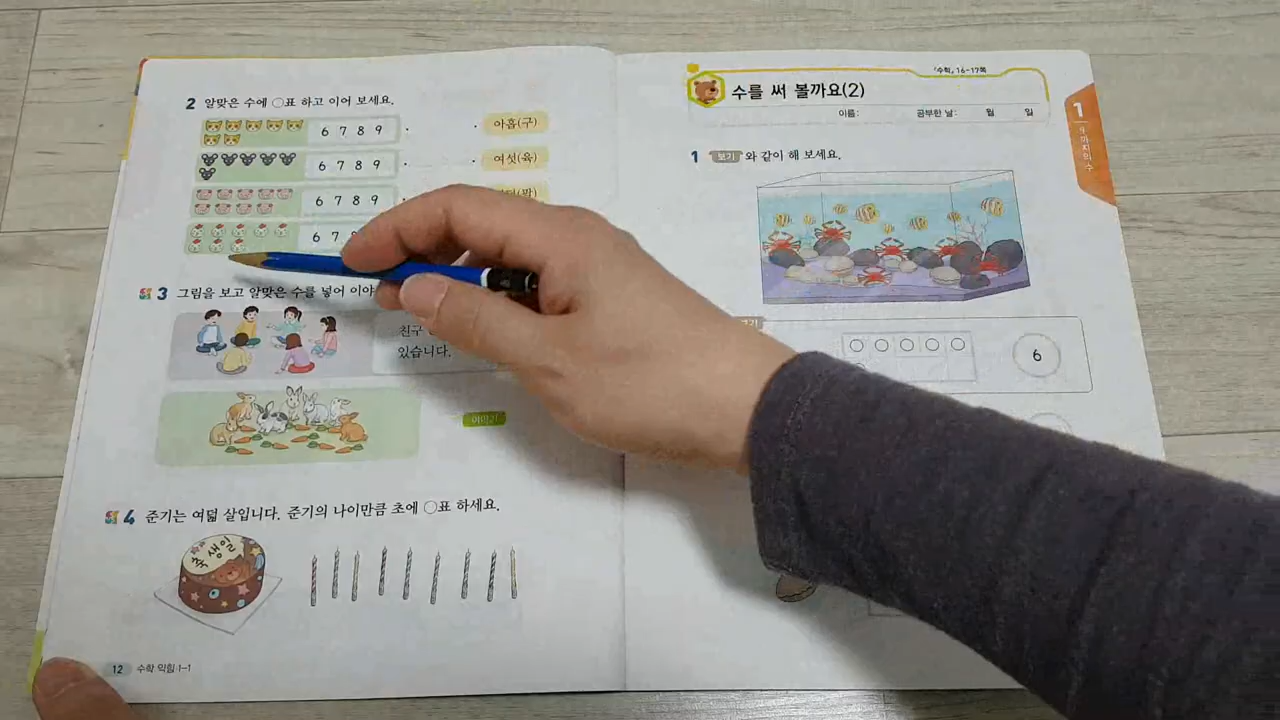 2 알맞은 수에 ○표 하고 이어 보세요.
6 7 8 9 아홉(구)
6 7 8 9 여섯(육)
6 7 8 9
6 7
3 그림을 보고 알맞은 수를 넣어 이야
친구
있습니다.
이야기
4 준기는 여덟 살입니다. 준기의 나이만큼 초에 ○표 하세요.
축 생일
12 수학 익힘 1-1
『수학』 16~17쪽
수를 써 볼까요(2)
이름: 공부한 날: 월 일
1 보기 와 같이 해 보세요.
6
1
9까지의 수